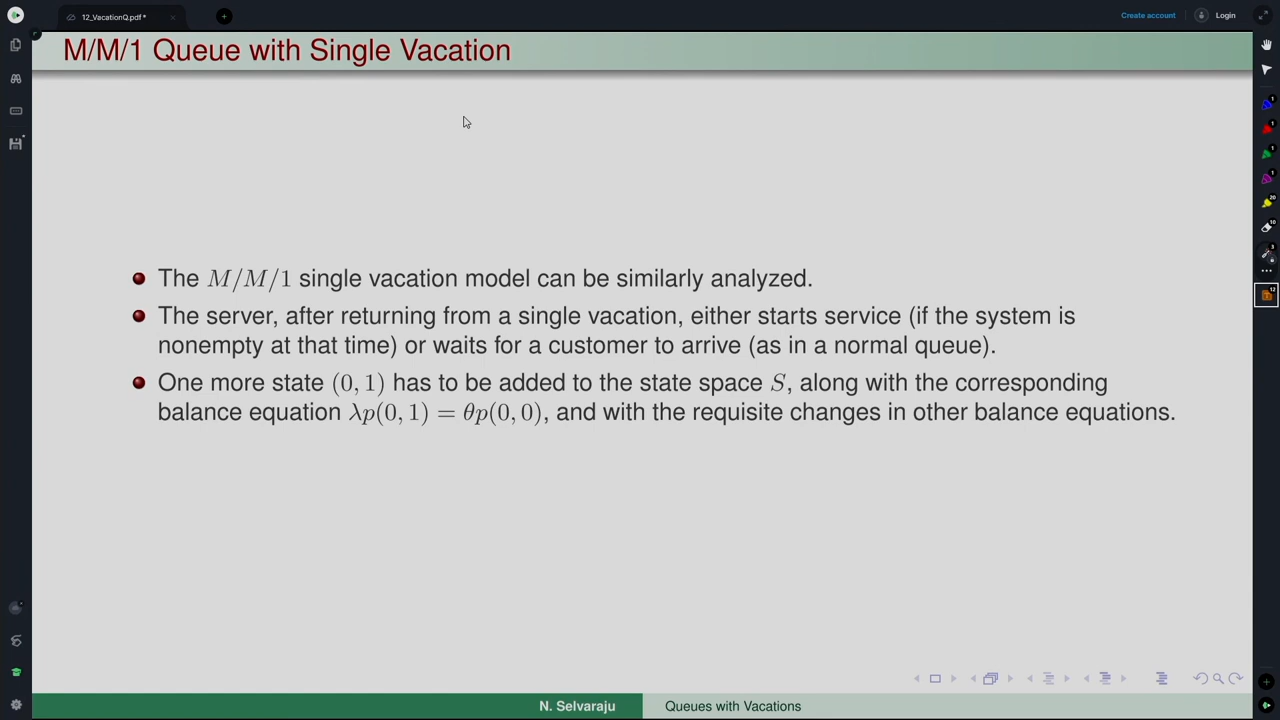 12_VacationQ.pdf *
Create account
Login
M/M/1 Queue with Single Vacation
The M/M/1 single vacation model can be similarly analyzed.
The server, after returning from a single vacation, either starts service (if the system is
nonempty at that time) or waits for a customer to arrive (as in a normal queue).
One more state (0, 1) has to be added to the state space S, along with the corresponding
balance equation λp(0, 1) = θp(0, 0), and with the requisite changes in other balance equations.
N. Selvaraju
Queues with Vacations